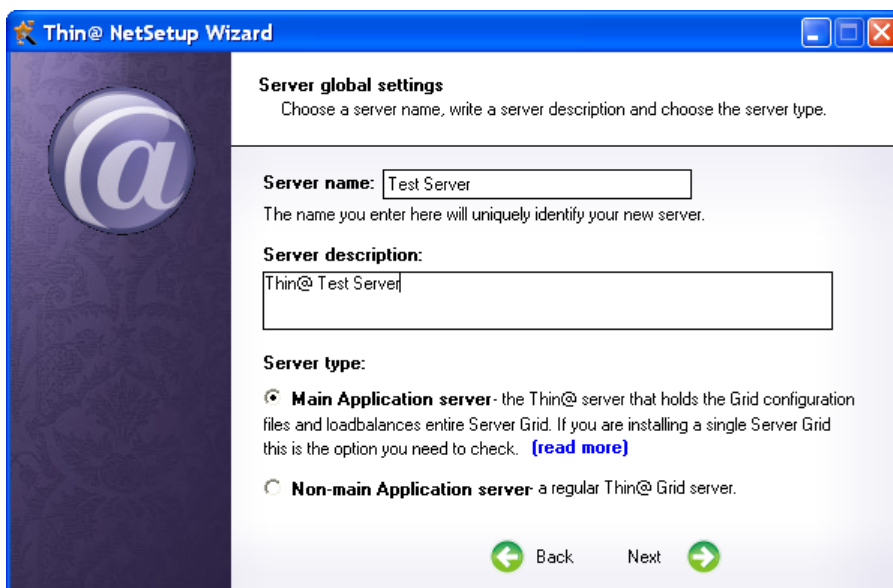 Thin@ NetSetup Wizard
Server global settings
Choose a server name, write a server description and choose the server type.
Server name: Test Server
The name you enter here will uniquely identify your new server.
Server description:
Thin@ Test Server
Server type:
Main Application server- the Thin@ server that holds the Grid configuration
files and loadbalances entire Server Grid. If you are installing a single Server Grid
this is the option you need to check. (read more)
Non-main Application server- a regular Thin@ Grid server.
Back Next